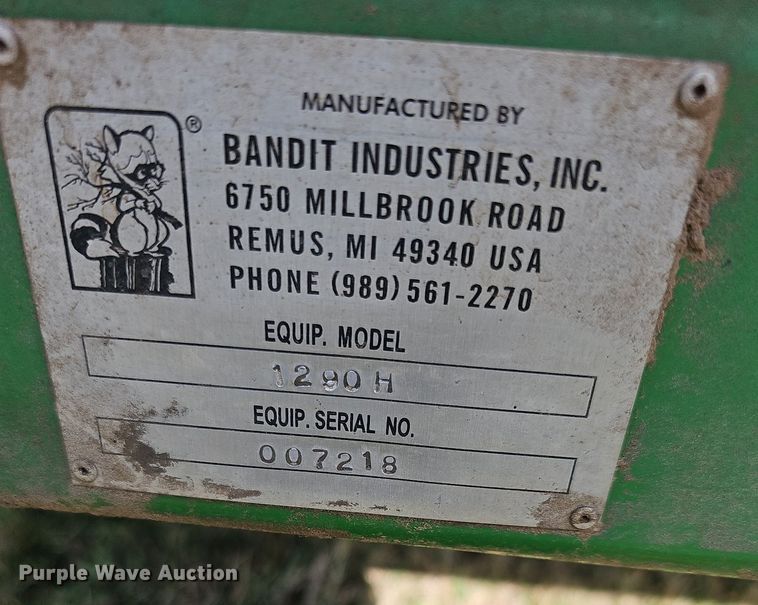 MANUFACTURED BY
®
BANDIT INDUSTRIES, INC.
6750 MILLBROOK ROAD
REMUS, MI 49340 USA
PHONE (989) 561-2270
EQUIP. MODEL
1290H
EQUIP. SERIAL NO.
007218
Purple Wave Auction